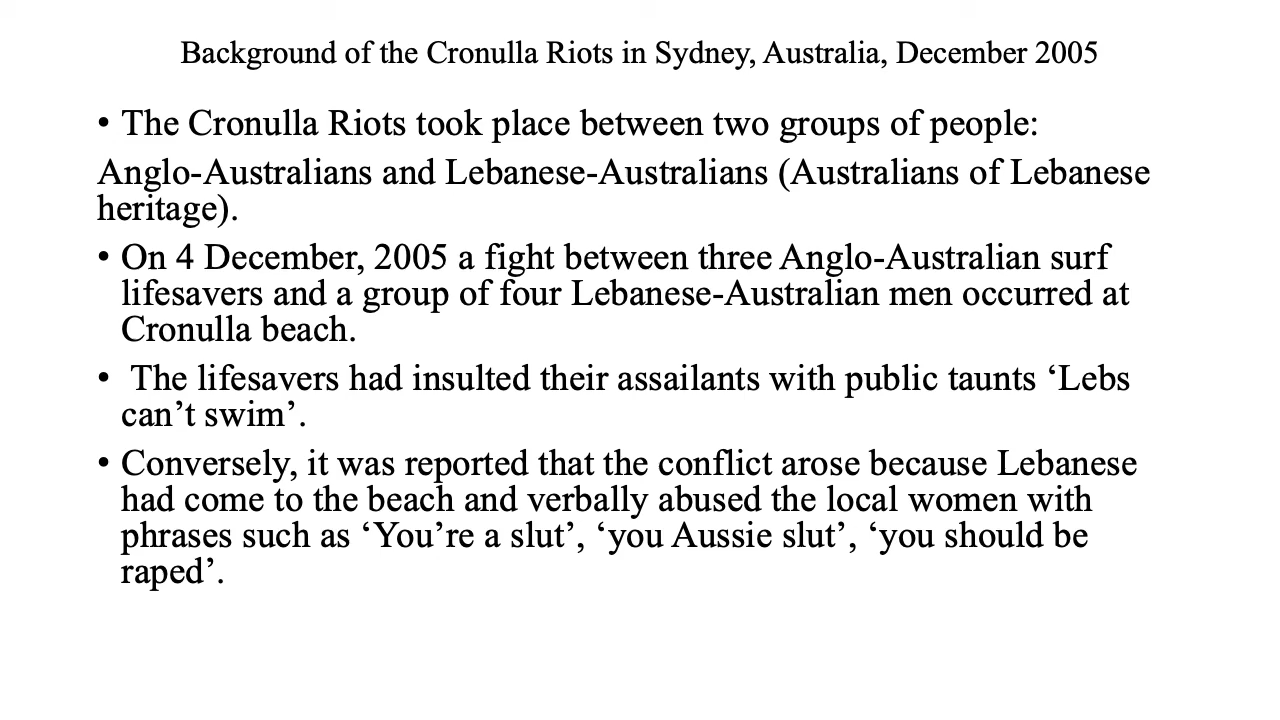 Background of the Cronulla Riots in Sydney, Australia, December 2005
• The Cronulla Riots took place between two groups of people:
Anglo-Australians and Lebanese-Australians (Australians of Lebanese
heritage).
• On 4 December, 2005 a fight between three Anglo-Australian surf
lifesavers and a group of four Lebanese-Australian men occurred at
Cronulla beach.
• The lifesavers had insulted their assailants with public taunts ‘Lebs
can’t swim’.
• Conversely, it was reported that the conflict arose because Lebanese
had come to the beach and verbally abused the local women with
phrases such as ‘You’re a slut’, ‘you Aussie slut’, ‘you should be
raped’.